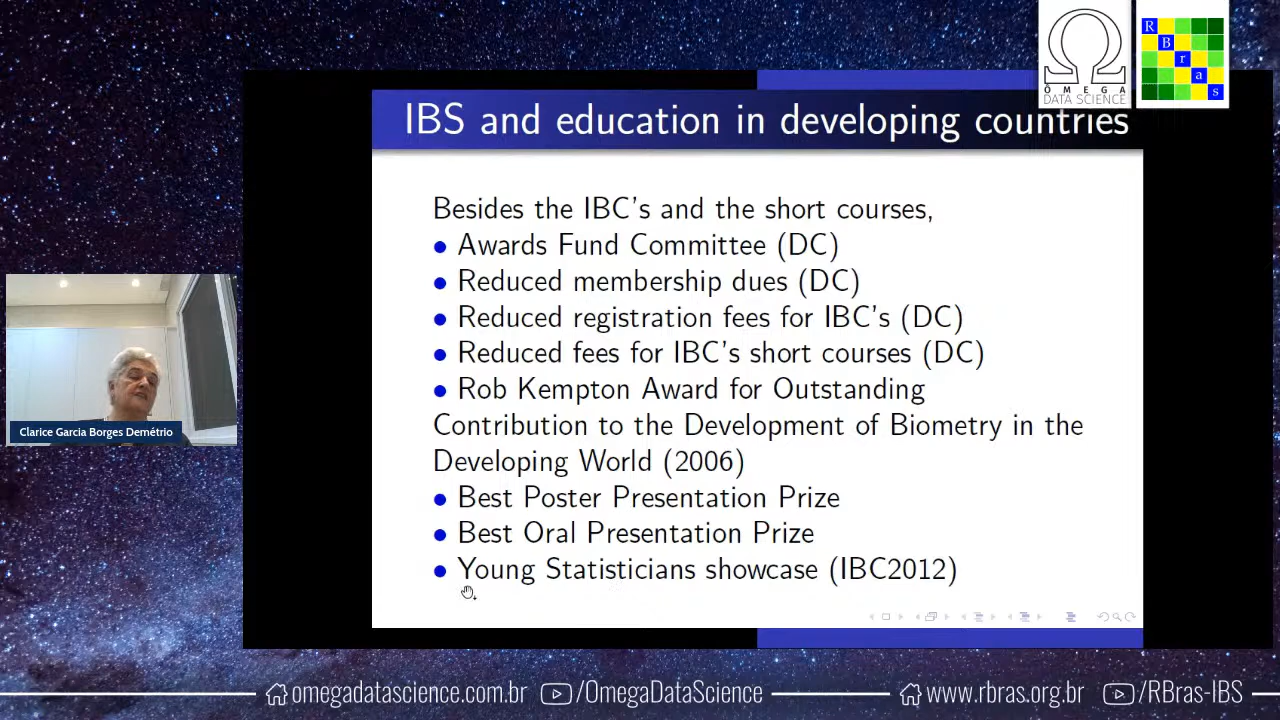 Ω
ÔMEGA
DATA SCIENCE
R
B
r
a
s
IBS and education in developing countries
Besides the IBC's and the short courses,
• Awards Fund Committee (DC)
• Reduced membership dues (DC)
• Reduced registration fees for IBC's (DC)
• Reduced fees for IBC's short courses (DC)
• Rob Kempton Award for Outstanding
Contribution to the Development of Biometry in the
Developing World (2006)
• Best Poster Presentation Prize
• Best Oral Presentation Prize
• Young Statisticians showcase (IBC2012)
Clarice Garcia Borges Demétrio
omegadatascience.com.br
/OmegaDataScience
www.rbras.org.br
/RBras-IBS